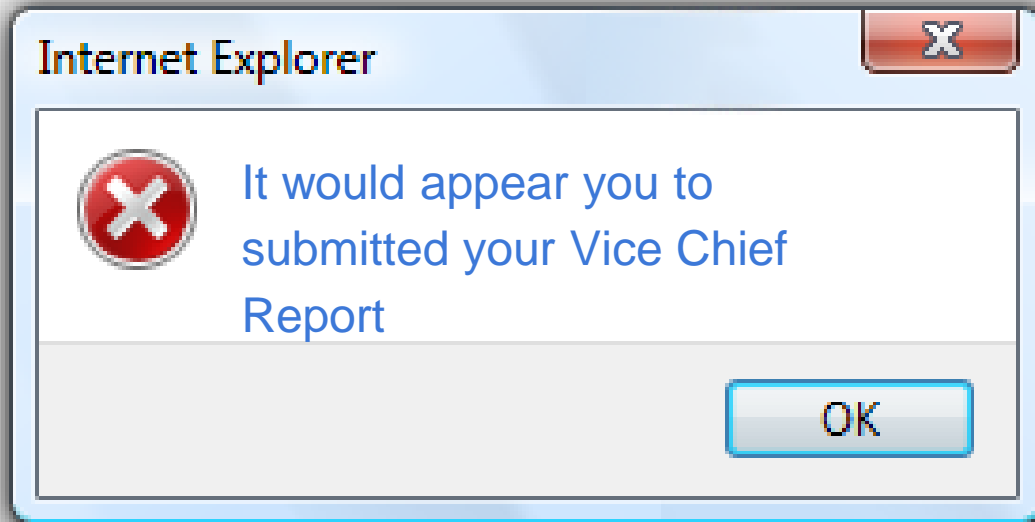 Internet Explorer
It would appear you to
submitted your Vice Chief
Report
OK